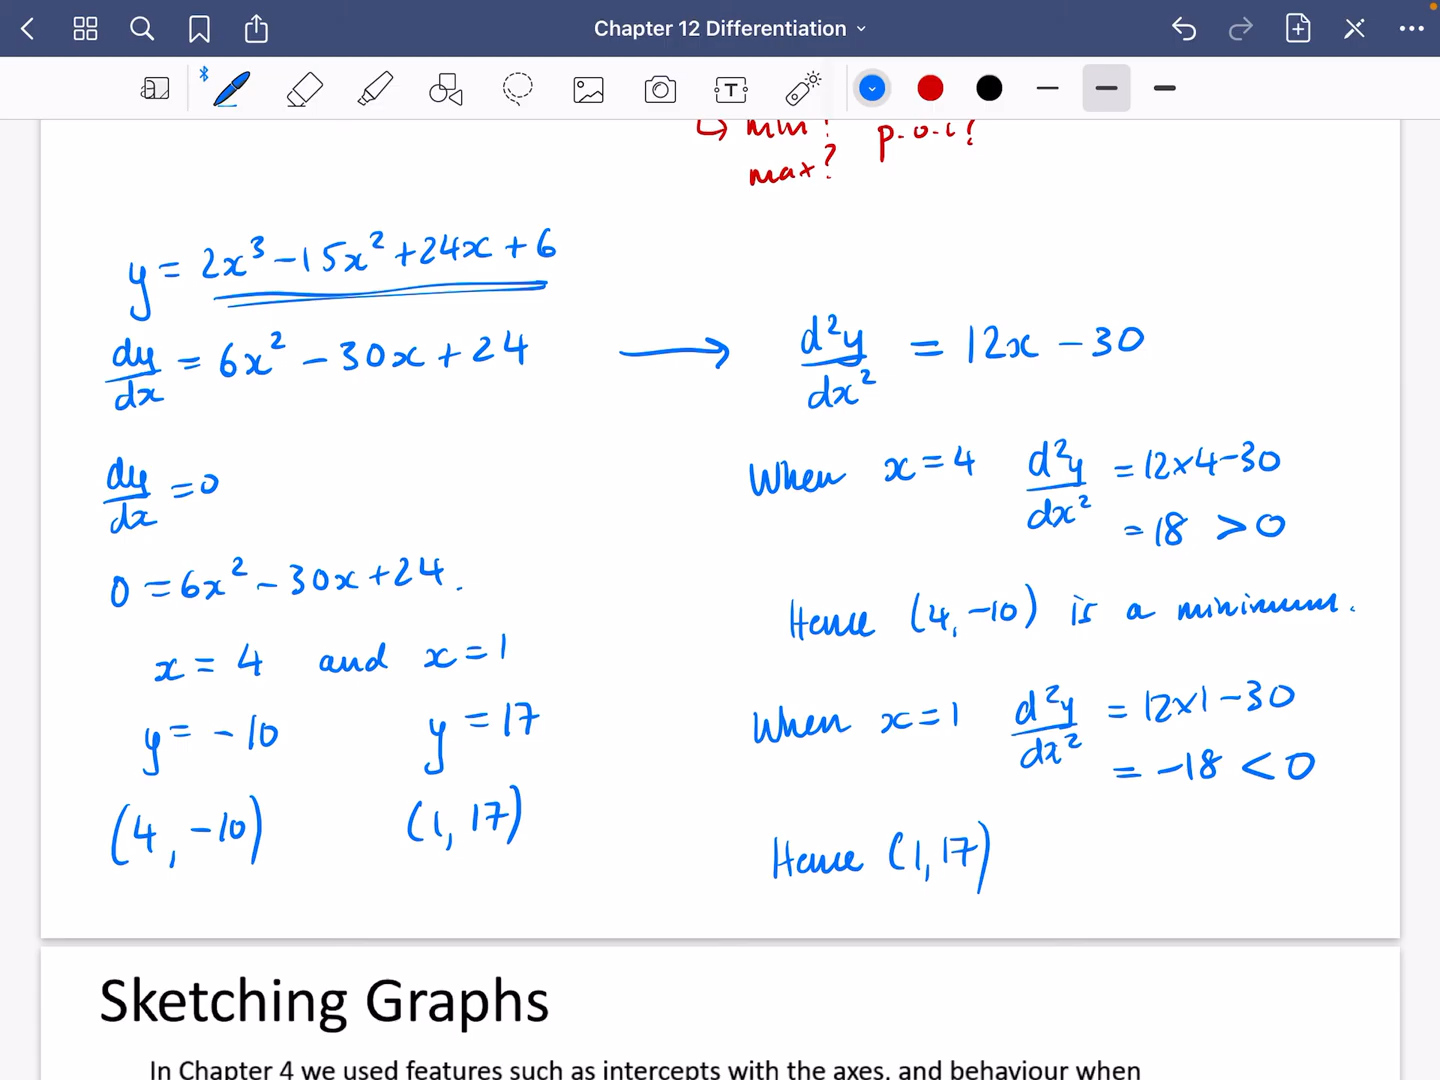 Chapter 12 Differentiation
T
↳ min? p.o.i?
max?
y = 2x³ − 15x² + 24x + 6
dy/dx = 6x² − 30x + 24 ⟶ d²y/dx² = 12x − 30
dy/dx = 0
0 = 6x² − 30x + 24.
x = 4 and x = 1
y = −10 y = 17
(4, −10) (1, 17)
When x = 4 d²y/dx² = 12×4−30
= 18 > 0
Hence (4, −10) is a minimum.
When x = 1 d²y/dx² = 12×1−30
= −18 < 0
Hence (1, 17)
Sketching Graphs
In Chapter 4 we used features such as intercepts with the axes, and behaviour when